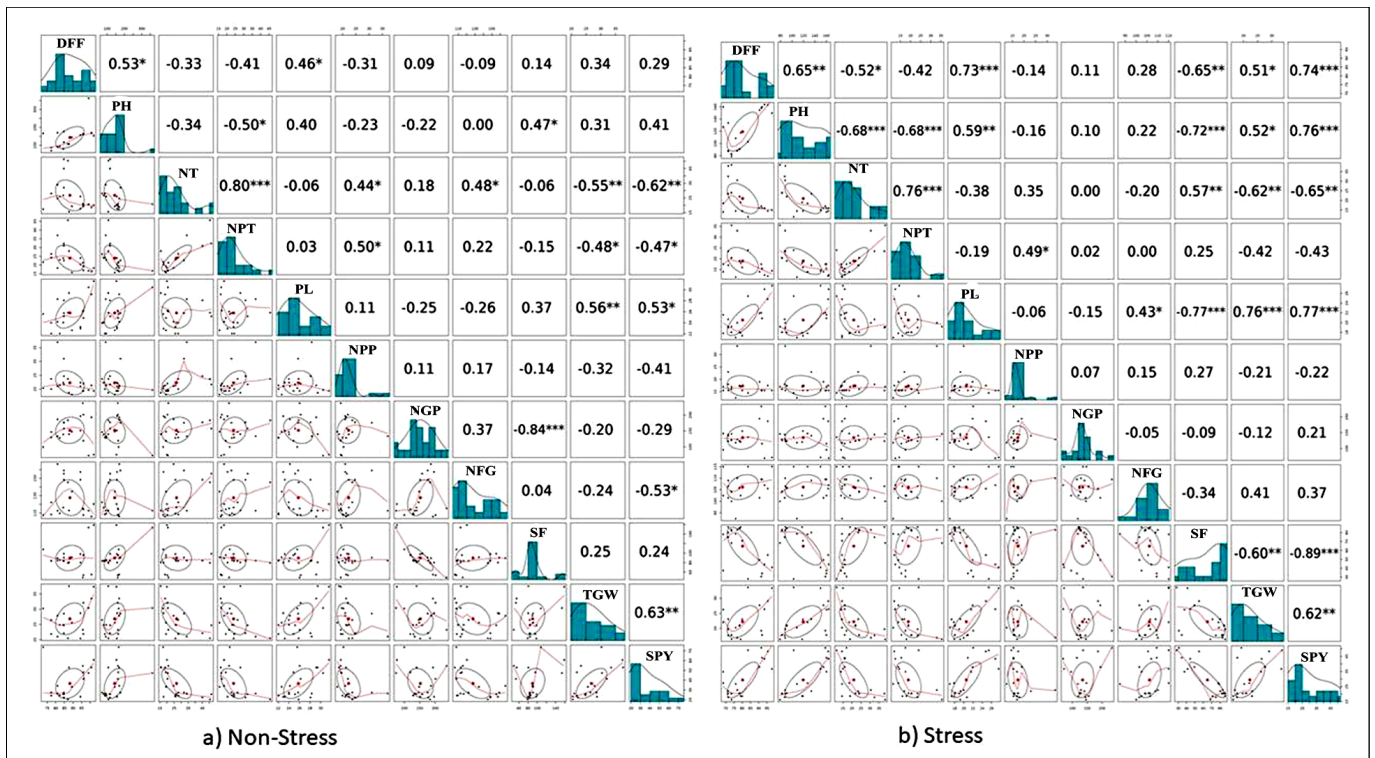 DFF 0.53* -0.33 -0.41 0.46* -0.31 0.09 -0.09 0.14 0.34 0.29
PH -0.34 -0.50* 0.40 -0.23 -0.22 0.00 0.47* 0.31 0.41
NT 0.80*** -0.06 0.44* 0.18 0.48* -0.06 -0.55** -0.62**
NPT 0.03 0.50* 0.11 0.22 -0.15 -0.48* -0.47*
PL 0.11 -0.25 -0.26 0.37 0.56** 0.53*
NPP 0.11 0.17 -0.14 -0.32 -0.41
NGP 0.37 -0.84*** -0.20 -0.29
NFG 0.04 -0.24 -0.53*
SF 0.25 0.24
TGW 0.63**
SPY
a) Non-Stress
DFF 0.65** -0.52* -0.42 0.73*** -0.14 0.11 0.28 -0.65** 0.51* 0.74***
PH -0.68*** -0.68*** 0.59** -0.16 0.10 0.22 -0.72*** 0.52* 0.76***
NT 0.76*** -0.38 0.35 0.00 -0.20 0.57** -0.62** -0.65**
NPT -0.19 0.49* 0.02 0.00 0.25 -0.42 -0.43
PL -0.06 -0.15 0.43* -0.77*** 0.76*** 0.77***
NPP 0.07 0.15 0.27 -0.21 -0.22
NGP -0.05 -0.09 -0.12 0.21
NFG -0.34 0.41 0.37
SF -0.60** -0.89***
TGW 0.62**
SPY
b) Stress